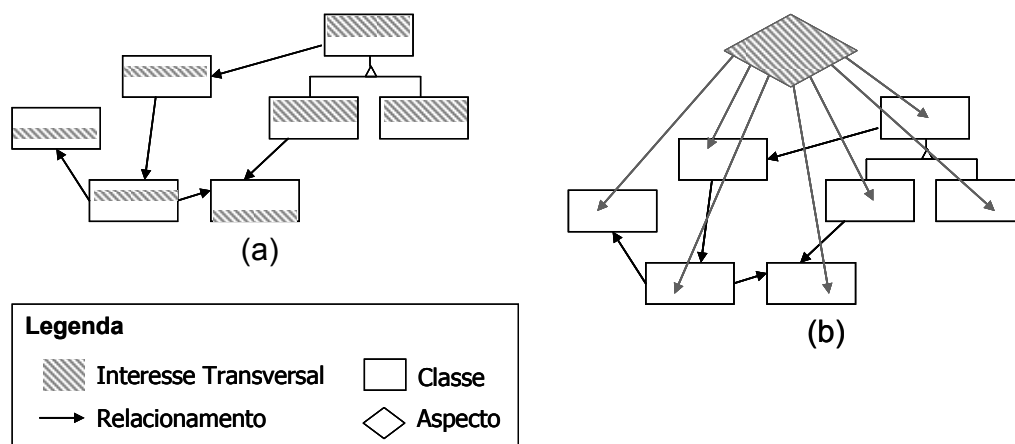 (a)
(b)
Legenda
Interesse Transversal
Classe
Relacionamento
Aspecto